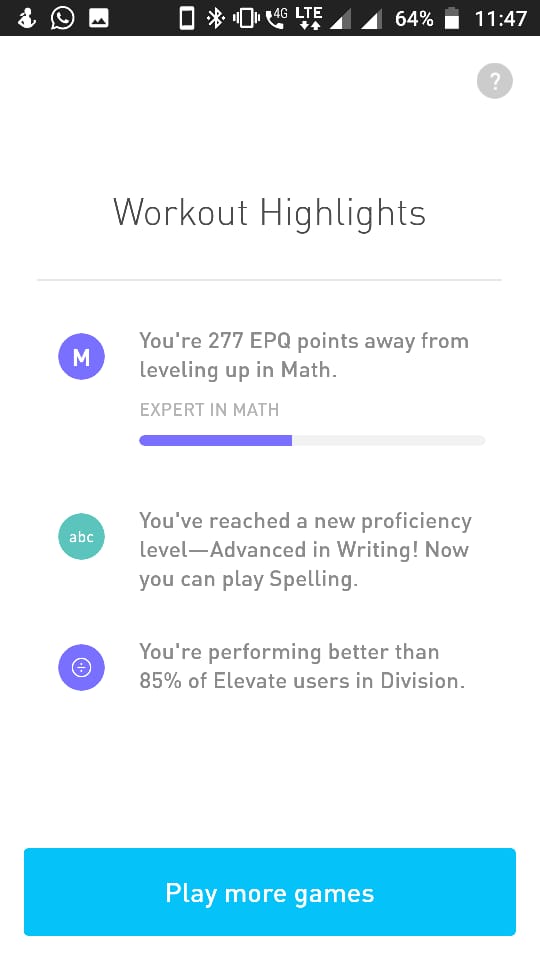 4G LTE 64% 11:47
?
Workout Highlights
M
You're 277 EPQ points away from
leveling up in Math.
EXPERT IN MATH
abc
You've reached a new proficiency
level—Advanced in Writing! Now
you can play Spelling.
÷
You're performing better than
85% of Elevate users in Division.
Play more games